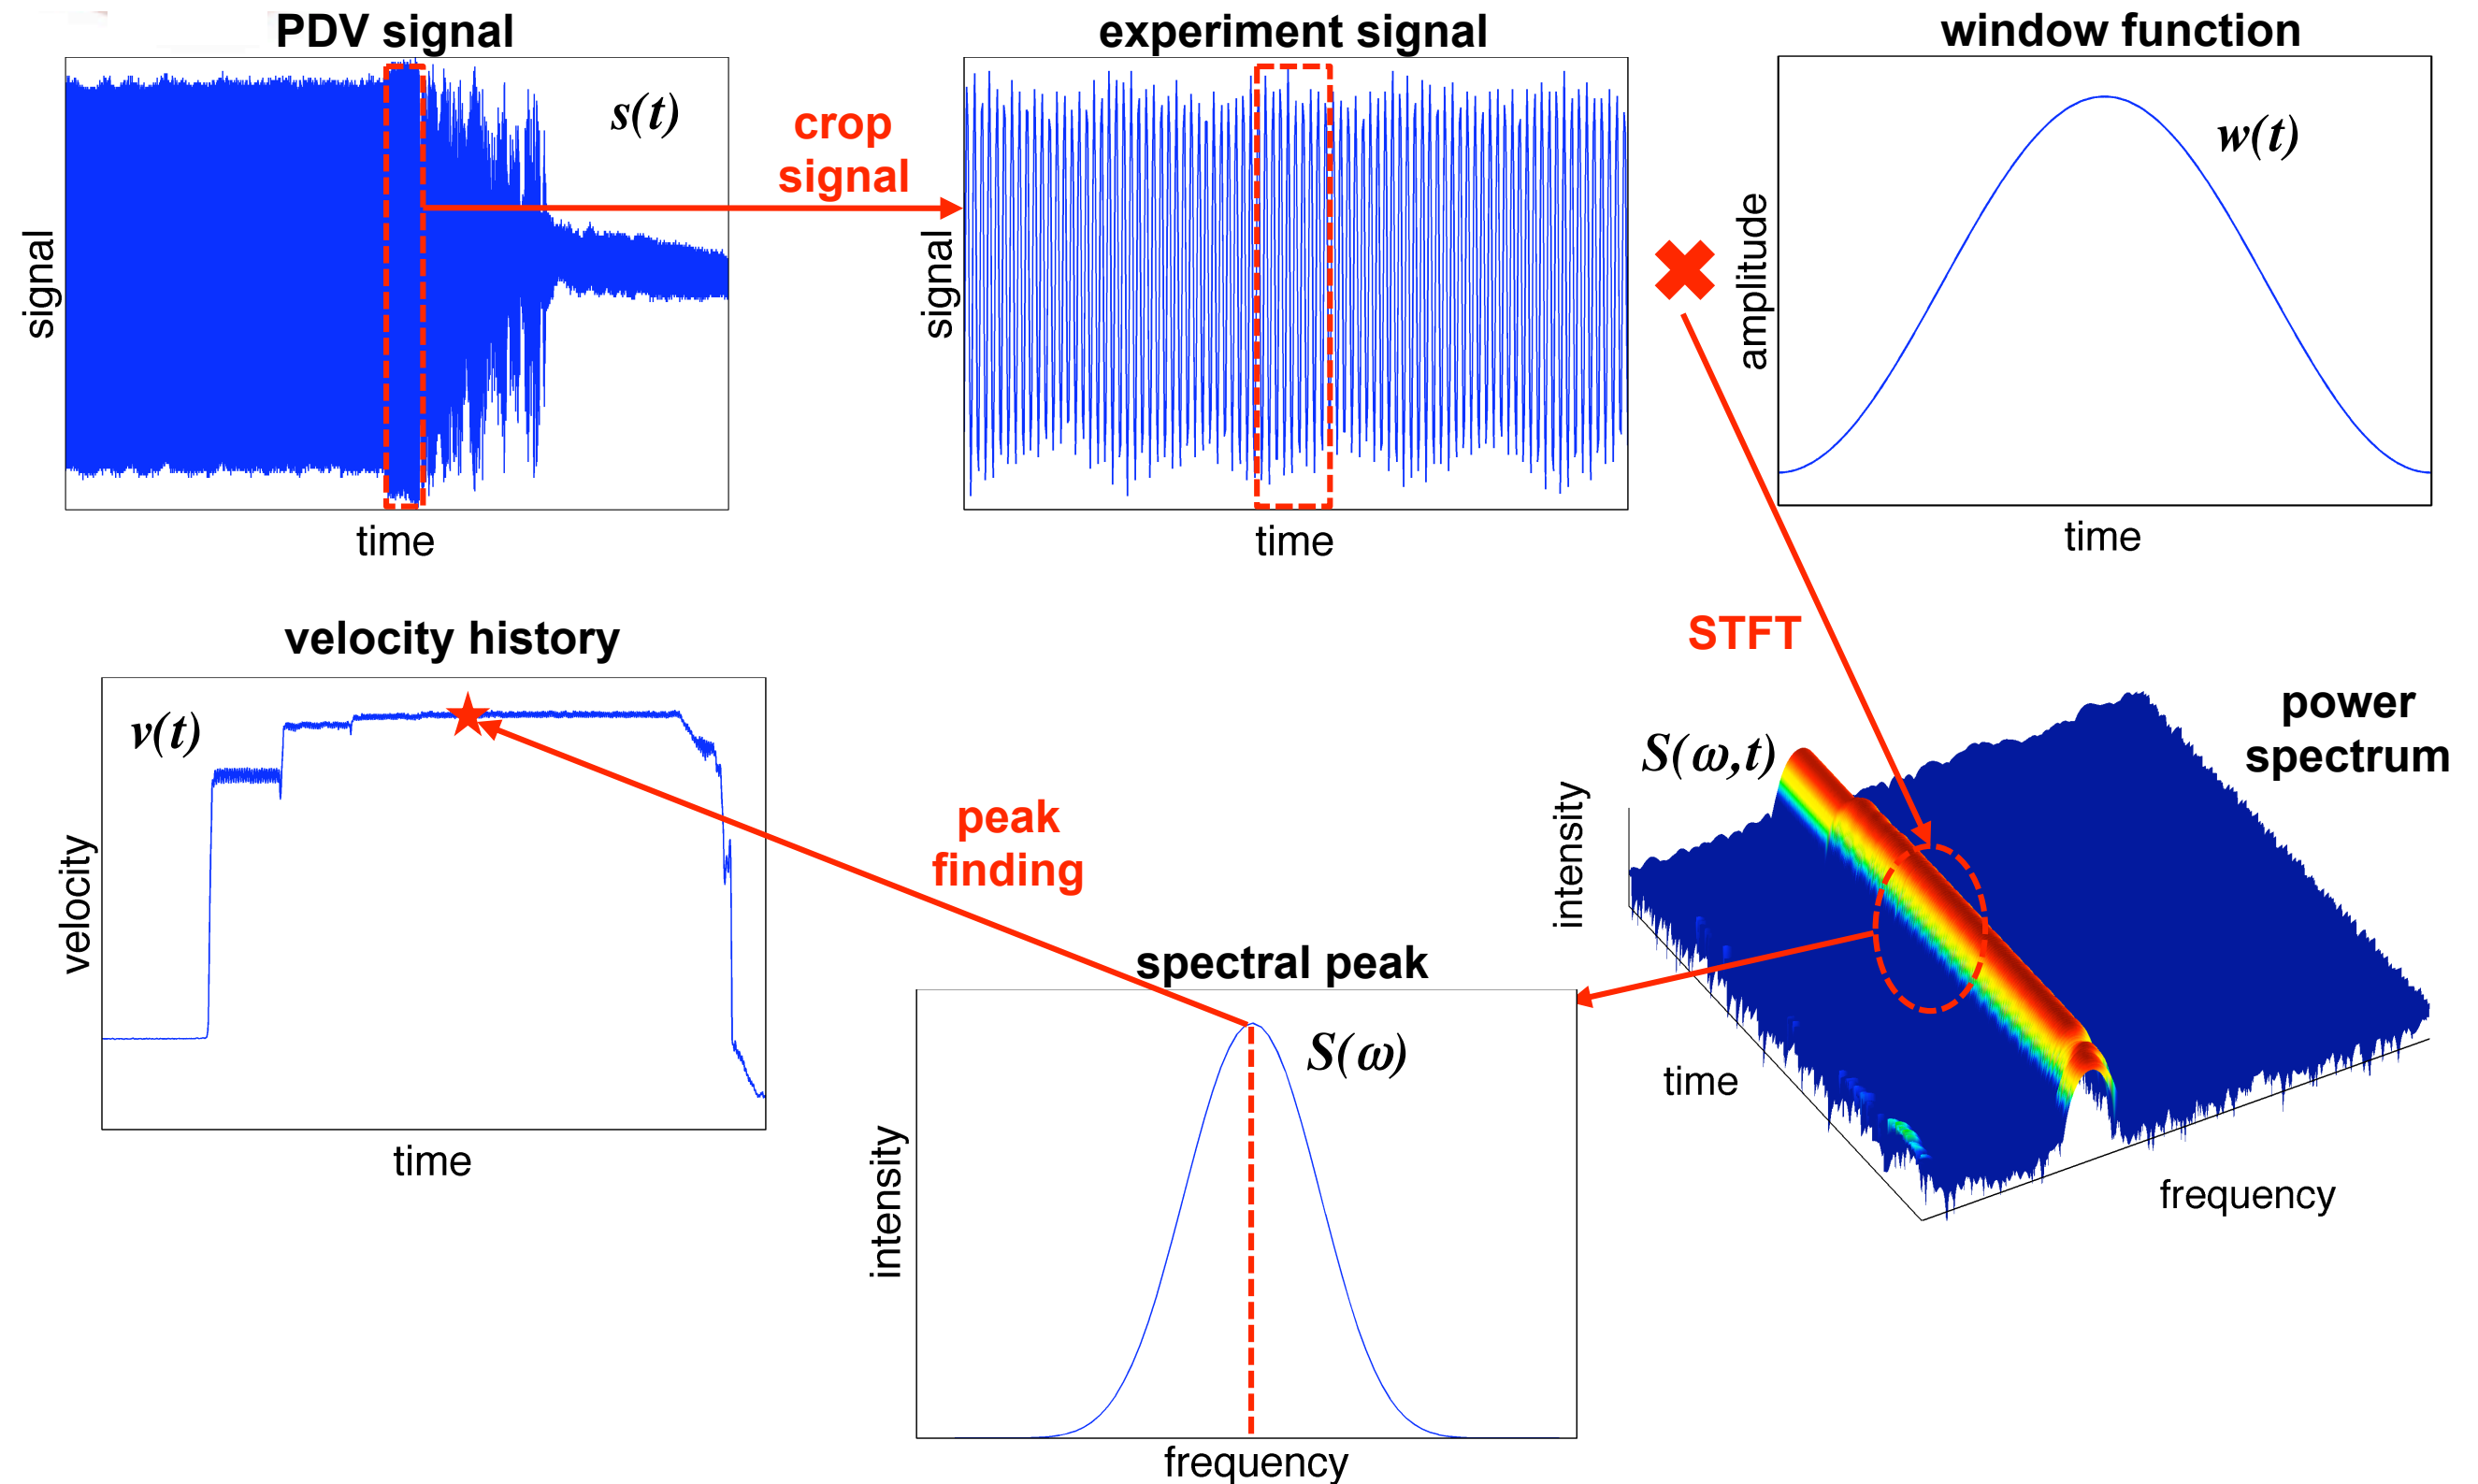 PDV signal
s(t)
signal
time
crop
signal
experiment signal
signal
time
window function
w(t)
amplitude
time
STFT
power
spectrum
S(ω,t)
intensity
time
frequency
spectral peak
S(ω)
intensity
frequency
peak
finding
velocity history
v(t)
velocity
time